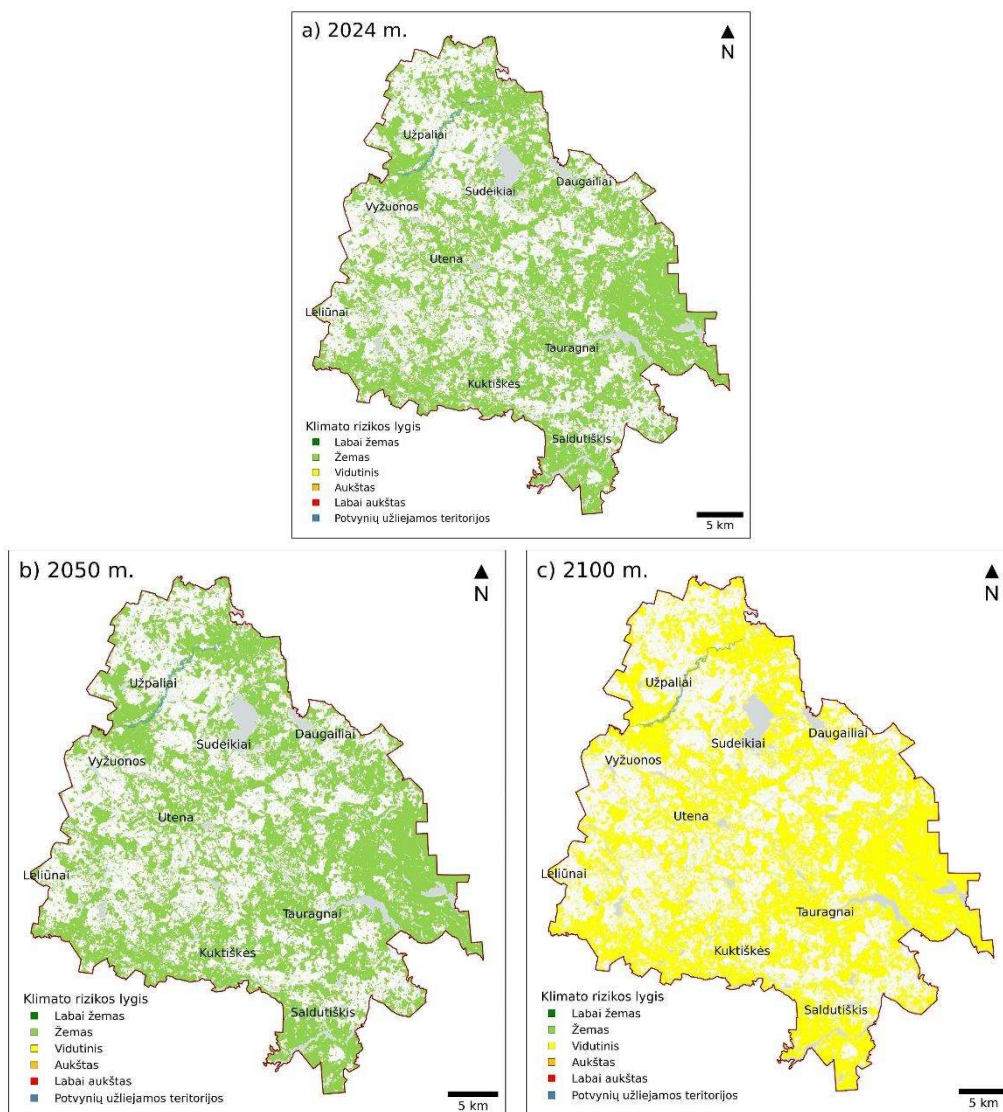 a) 2024 m.
N
Užpaliai
Daugailiai
Sudeikiai
Vyžuonos
Utena
Leliūnai
Tauragnai
Kuktiškės
Saldutiškis
Klimato rizikos lygis
Labai žemas
Žemas
Vidutinis
Aukštas
Labai aukštas
Potvynių užliejamos teritorijos
5 km
b) 2050 m.
N
Užpaliai
Daugailiai
Sudeikiai
Vyžuonos
Utena
Leliūnai
Tauragnai
Kuktiškės
Saldutiškis
Klimato rizikos lygis
Labai žemas
Žemas
Vidutinis
Aukštas
Labai aukštas
Potvynių užliejamos teritorijos
5 km
c) 2100 m.
N
Užpaliai
Daugailiai
Sudeikiai
Vyžuonos
Utena
Leliūnai
Tauragnai
Kuktiškės
Saldutiškis
Klimato rizikos lygis
Labai žemas
Žemas
Vidutinis
Aukštas
Labai aukštas
Potvynių užliejamos teritorijos
5 km